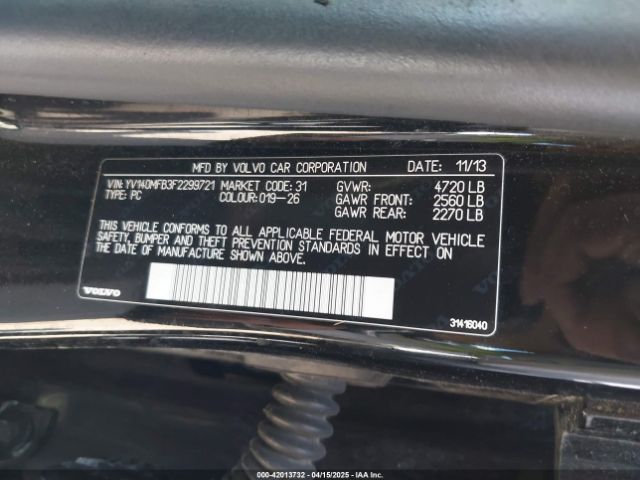 MFD BY VOLVO CAR CORPORATION DATE: 11/13
VIN: YV140MFB3F2299721 MARKET CODE: 31 GVWR: 4720 LB
TYPE: PC COLOUR: 019-26 GAWR FRONT: 2560 LB
GAWR REAR: 2270 LB
THIS VEHICLE CONFORMS TO ALL APPLICABLE FEDERAL MOTOR VEHICLE
SAFETY, BUMPER AND THEFT PREVENTION STANDARDS IN EFFECT ON
THE DATE OF MANUFACTURE SHOWN ABOVE.
VOLVO 31416040
000-42013732 - 04/15/2025 - IAAI.COM